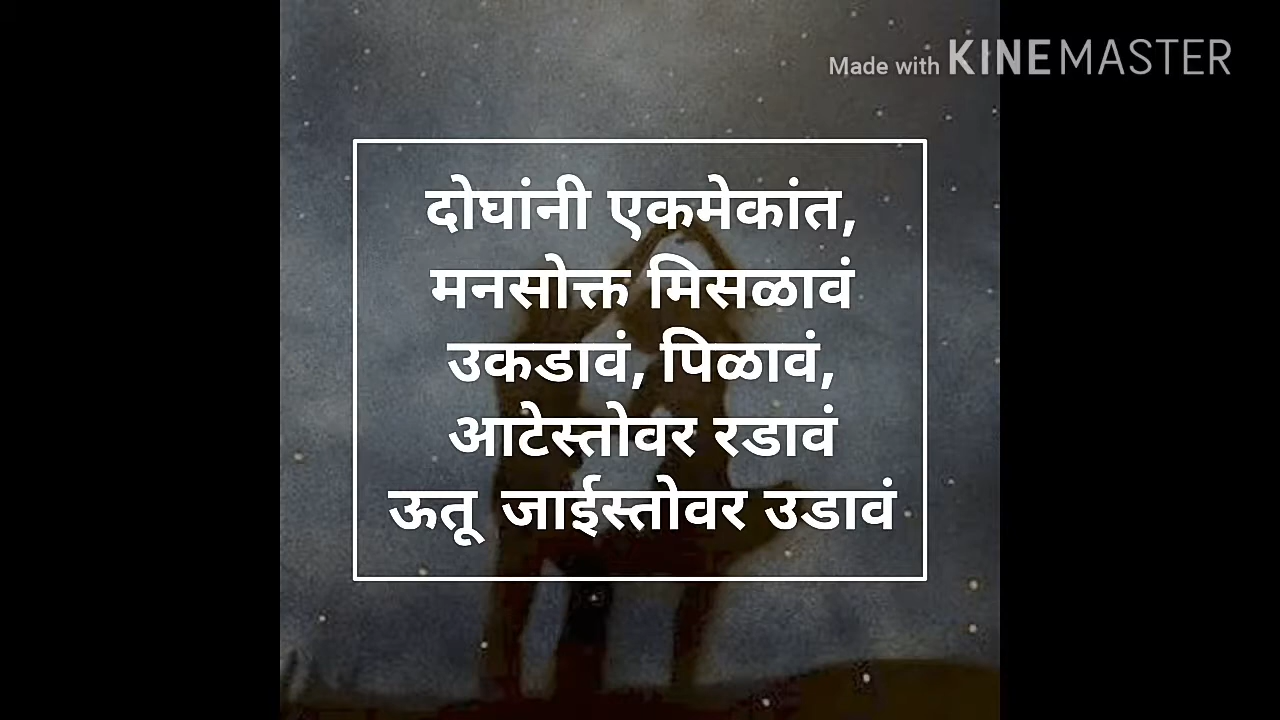 Made with KINEMASTER
दोघांनी एकमेकांत,
मनसोक्त मिसळावं
उकडावं, पिळावं,
आटेस्तोवर रडावं
ऊतू जाईस्तोवर उडावं